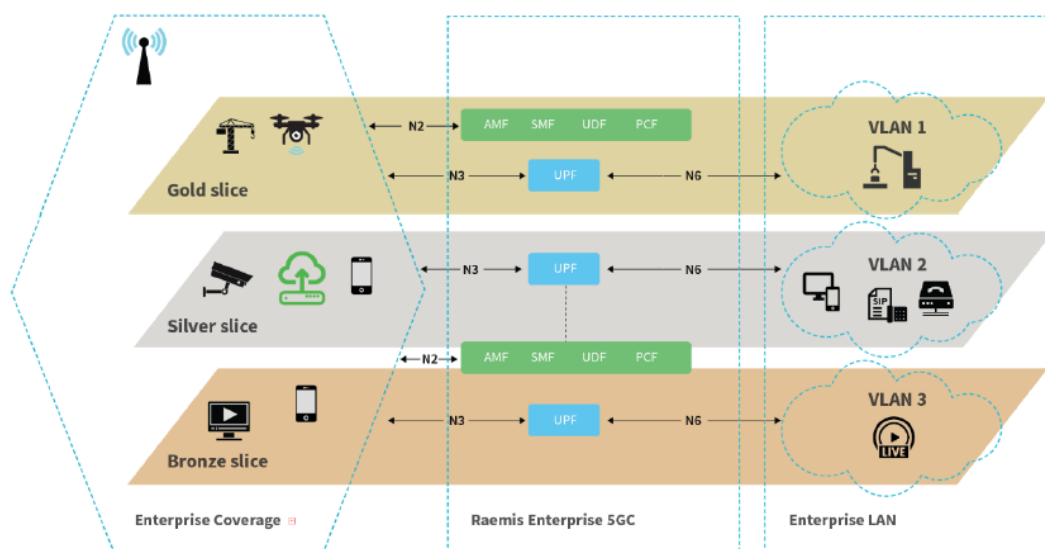 N2
AMF SMF UDF PCF
VLAN 1
Gold slice
N3
UPF
N6
N3
UPF
N6
VLAN 2
SIP
Silver slice
N2
AMF SMF UDF PCF
VLAN 3
N3
UPF
N6
LIVE
Bronze slice
Enterprise Coverage
Raemis Enterprise 5GC
Enterprise LAN